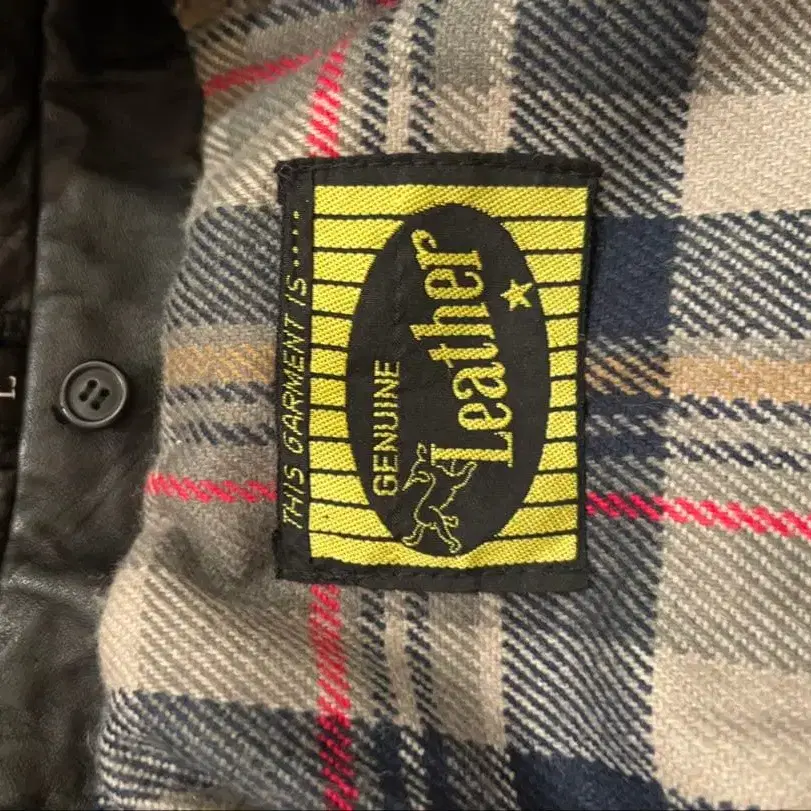 THIS GARMENT IS.....
GENUINE
Leather
L